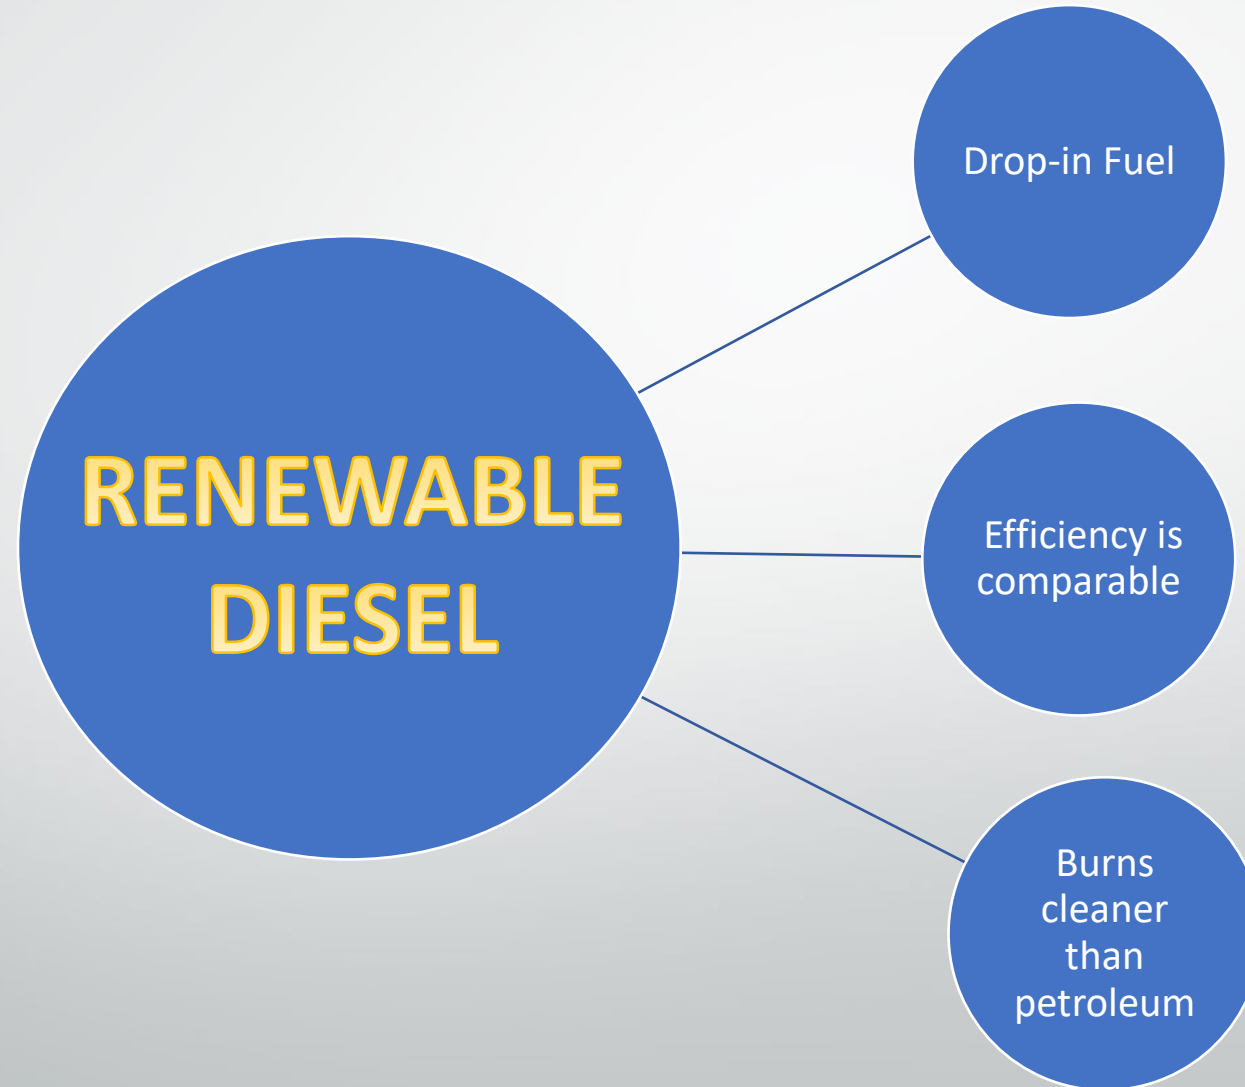 RENEWABLE
DIESEL
Drop-in Fuel
Efficiency is
comparable
Burns
cleaner
than
petroleum